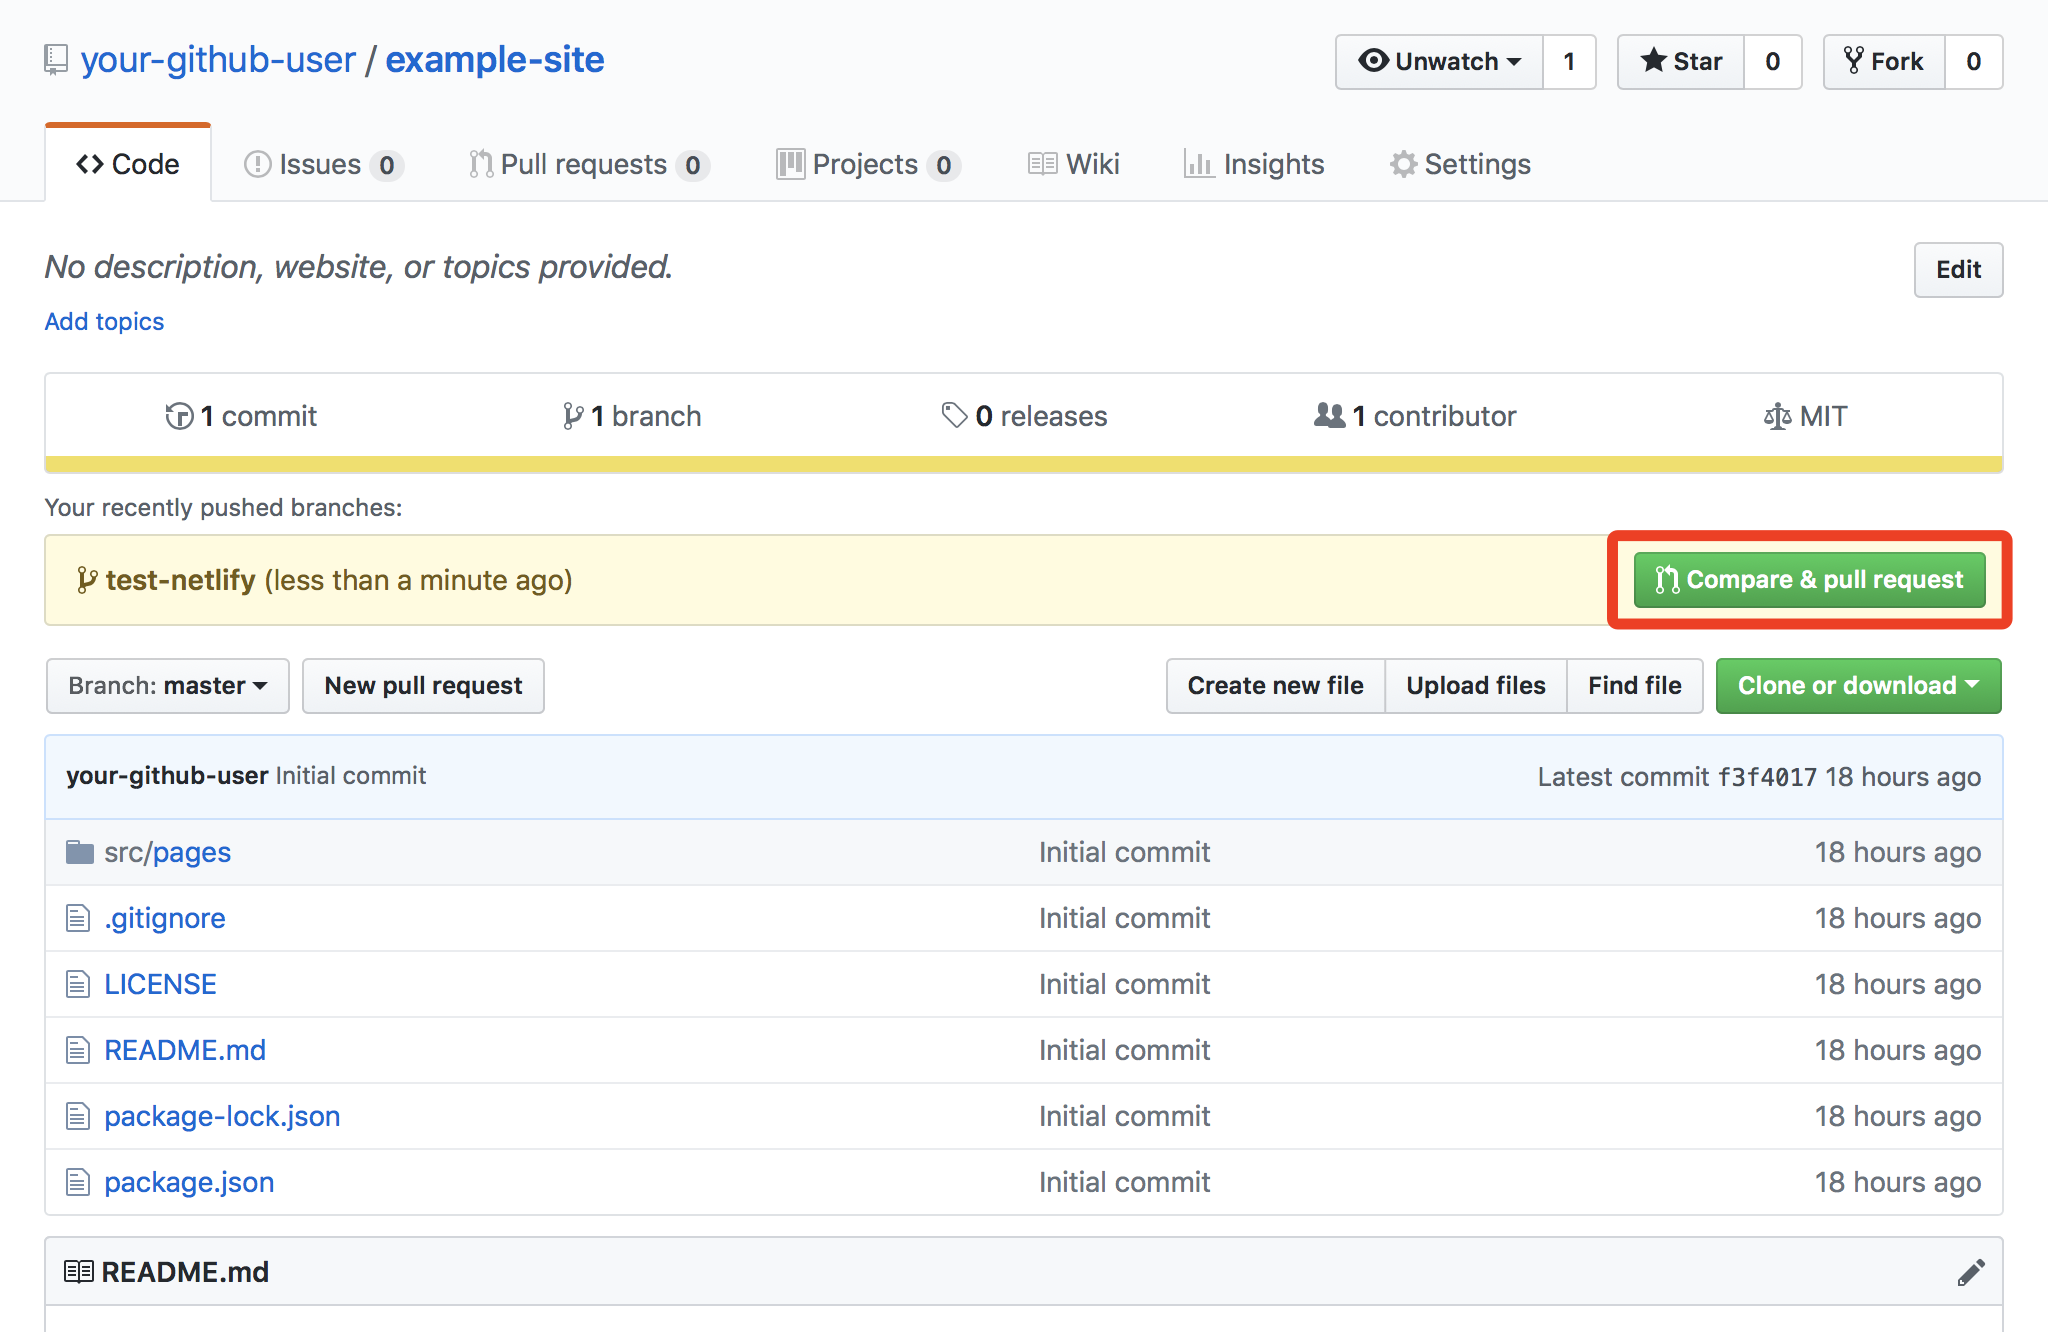 your-github-user / example-site
Unwatch 1 Star 0 Fork 0
Code Issues 0 Pull requests 0 Projects 0 Wiki Insights Settings
No description, website, or topics provided.
Edit
Add topics
1 commit 1 branch 0 releases 1 contributor MIT
Your recently pushed branches:
test-netlify (less than a minute ago) Compare & pull request
Branch: master New pull request Create new file Upload files Find file Clone or download
your-github-user Initial commit Latest commit f3f4017 18 hours ago
src/pages Initial commit 18 hours ago
.gitignore Initial commit 18 hours ago
LICENSE Initial commit 18 hours ago
README.md Initial commit 18 hours ago
package-lock.json Initial commit 18 hours ago
package.json Initial commit 18 hours ago
README.md